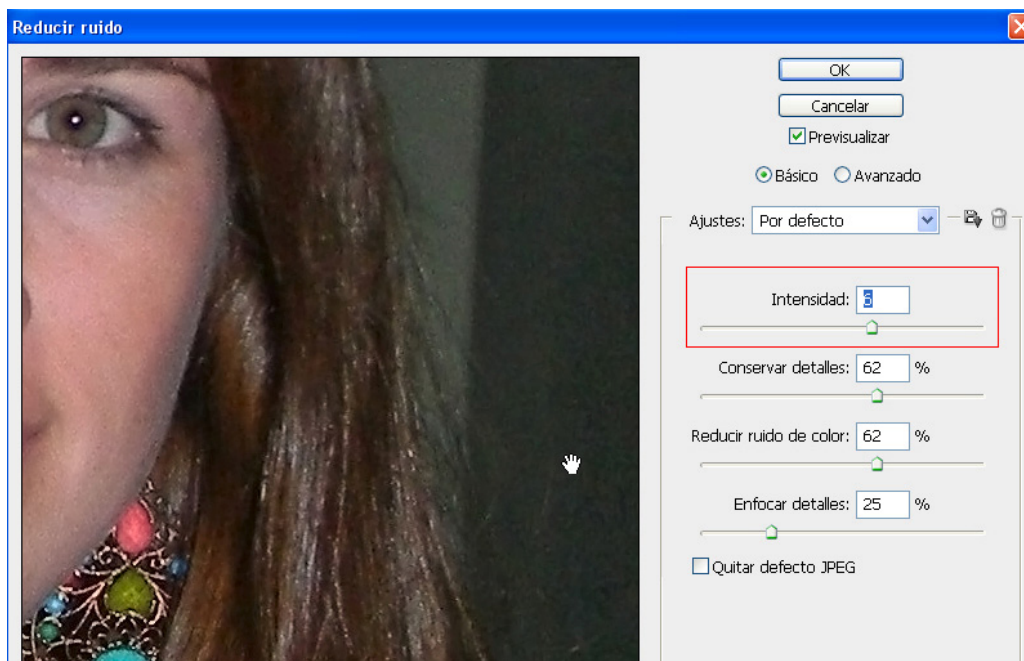 Reducir ruido
OK
Cancelar
Previsualizar
Básico Avanzado
Ajustes: Por defecto
Intensidad: 6
Conservar detalles: 62 %
Reducir ruido de color: 62 %
Enfocar detalles: 25 %
Quitar defecto JPEG